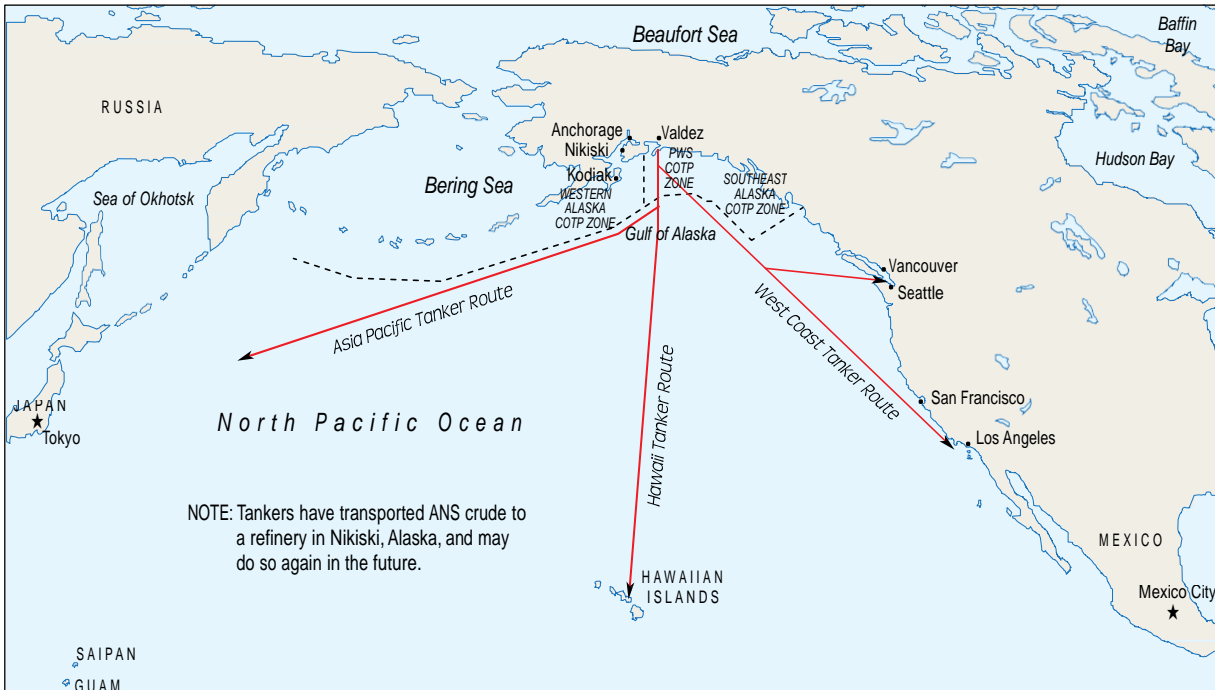 Beaufort Sea
Baffin
Bay
RUSSIA
Anchorage
Valdez
Nikiski
PWS
COTP
ZONE
Hudson Bay
Kodiak
Bering Sea
SOUTHEAST
ALASKA
COTP ZONE
Sea of Okhotsk
WESTERN
ALASKA
COTP ZONE
Gulf of Alaska
Vancouver
Seattle
Asia Pacific Tanker Route
West Coast Tanker Route
Hawaii Tanker Route
JAPAN
Tokyo
North Pacific Ocean
San Francisco
Los Angeles
NOTE: Tankers have transported ANS crude to
a refinery in Nikiski, Alaska, and may
do so again in the future.
MEXICO
HAWAIIAN
ISLANDS
Mexico City
SAIPAN
GUAM